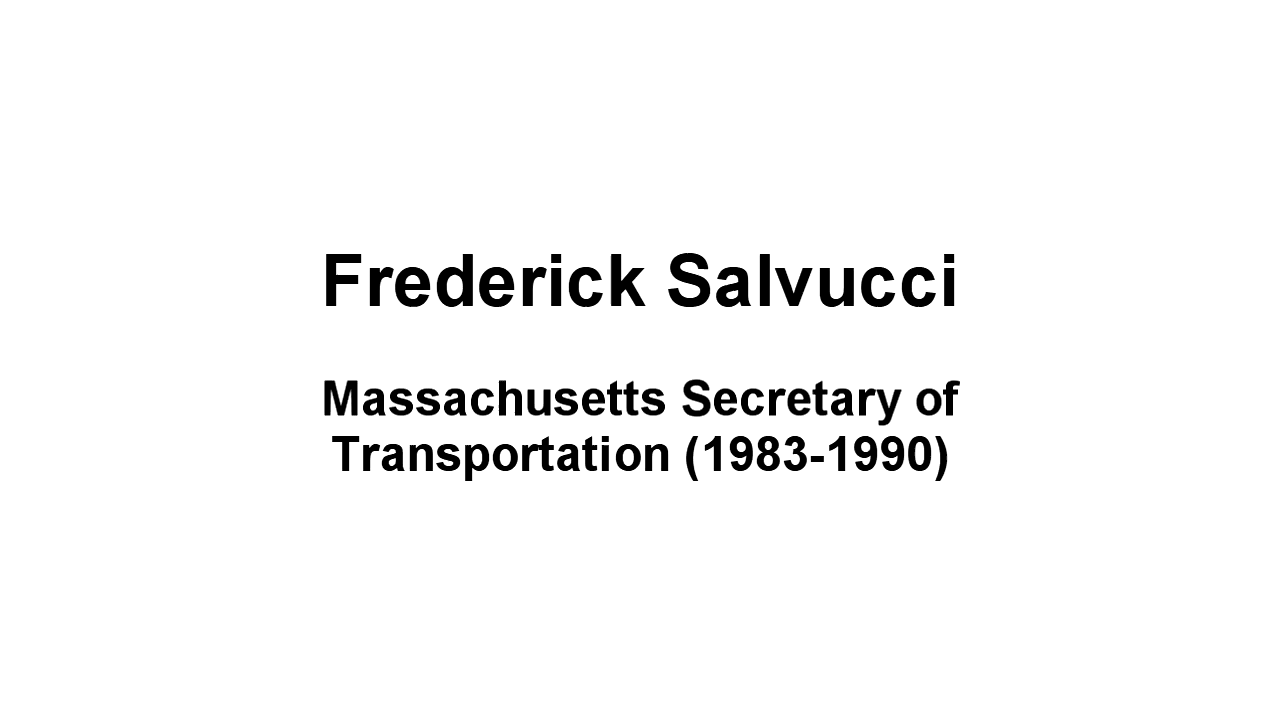 Frederick Salvucci
Massachusetts Secretary of
Transportation (1983-1990)